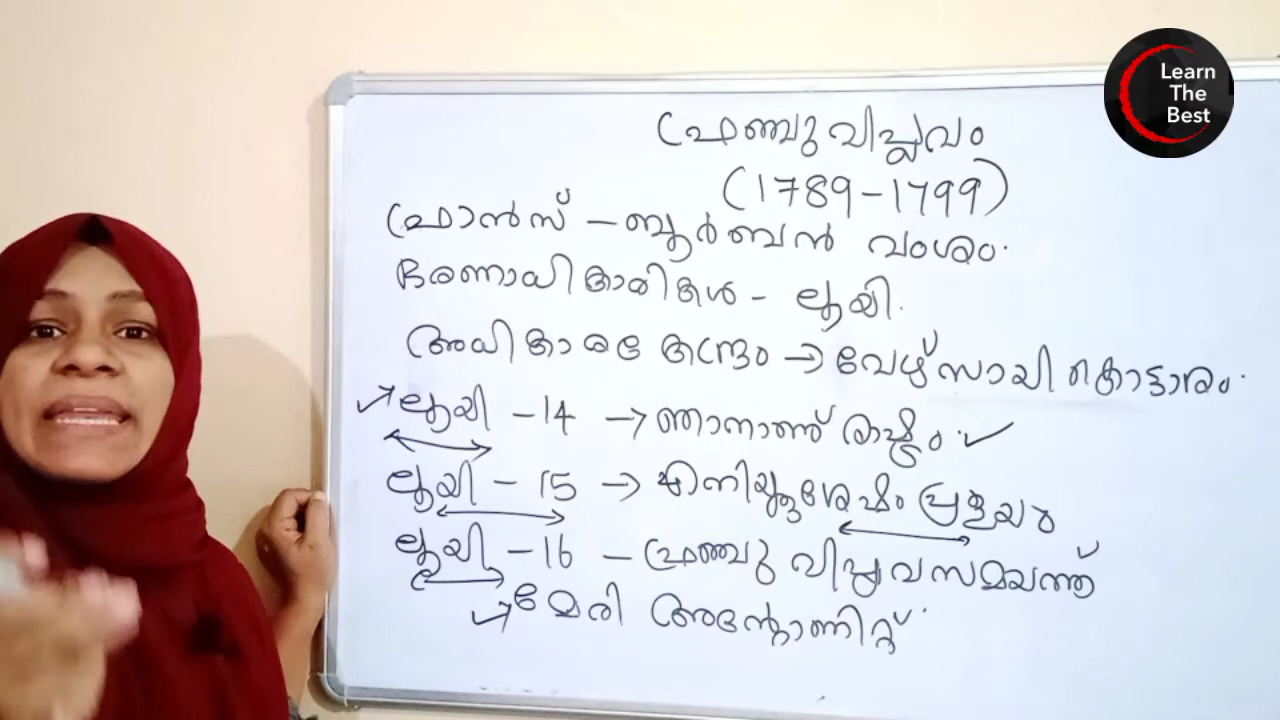 Learn
The
Best
ഫ്രഞ്ചു വിപ്ലവം
(1789-1799)
ഫ്രാൻസ് - ബൂർബൻ വംശം.
ഭരണാധികാരികൾ - ലൂയി.
അധികാരകേന്ദ്രം → വേഴ്സായി കൊട്ടാരം.
ലൂയി - 14 → ഞാനാണ് രാഷ്ട്രം.
ലൂയി - 15 → എനിയ്ക്കുശേഷം പ്രളയം
ലൂയി - 16 - ഫ്രഞ്ചു വിപ്ലവസമയത്ത്
മേരി അന്റോണിറ്റ്